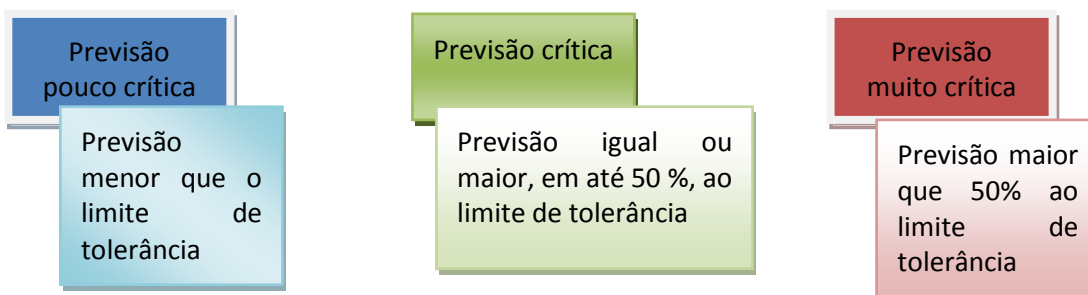 Previsão
pouco crítica
Previsão
menor que o
limite de
tolerância
Previsão crítica
Previsão igual ou
maior, em até 50 %, ao
limite de tolerância
Previsão
muito crítica
Previsão maior
que 50% ao
limite de
tolerância